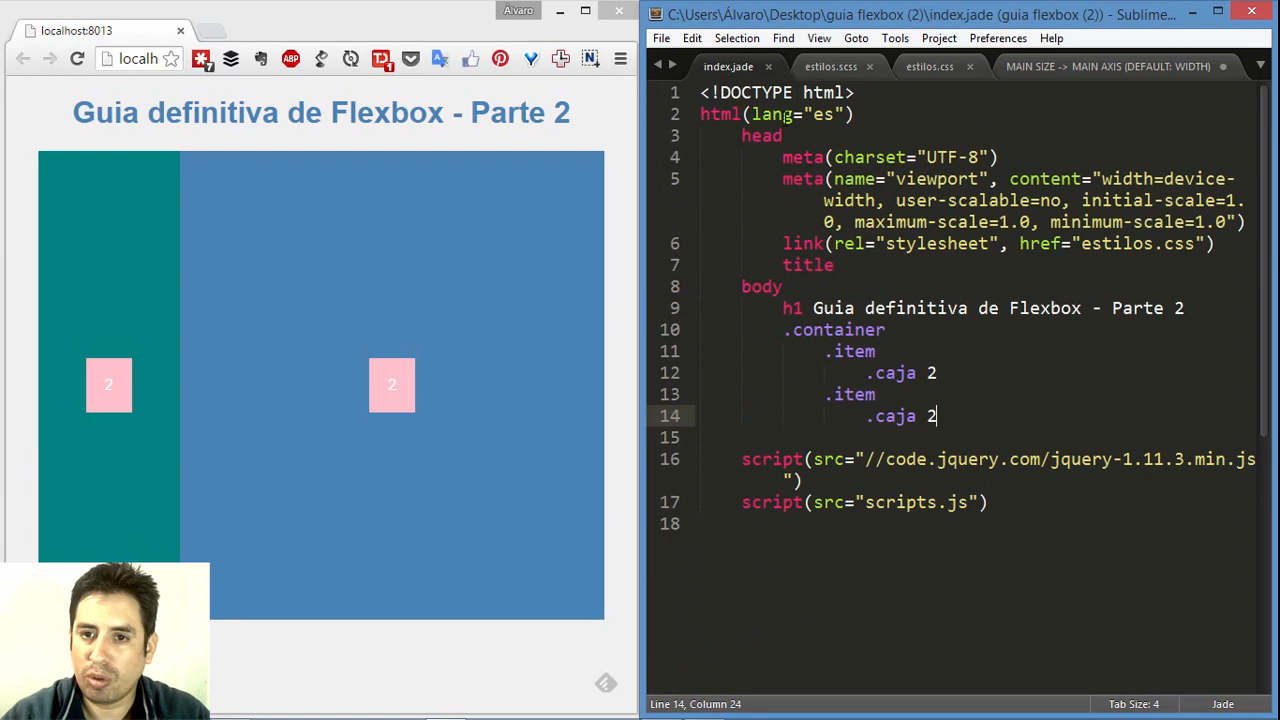 Álvaro
localhost:8013
localh
7
ABP
1
Guia definitiva de Flexbox - Parte 2
2
2
C:\Users\Álvaro\Desktop\guia flexbox (2)\index.jade (guia flexbox (2)) - Sublime...
File Edit Selection Find View Goto Tools Project Preferences Help
index.jade estilos.scss estilos.css MAIN SIZE -> MAIN AXIS (DEFAULT: WIDTH)
1 <!DOCTYPE html>
2 html(lang="es")
3 head
4 meta(charset="UTF-8")
5 meta(name="viewport", content="width=device-
width, user-scalable=no, initial-scale=1.
0, maximum-scale=1.0, minimum-scale=1.0")
6 link(rel="stylesheet", href="estilos.css")
7 title
8 body
9 h1 Guia definitiva de Flexbox - Parte 2
10 .container
11 .item
12 .caja 2
13 .item
14 .caja 2
15
16 script(src="//code.jquery.com/jquery-1.11.3.min.js
")
17 script(src="scripts.js")
18
Line 14, Column 24 Tab Size: 4 Jade